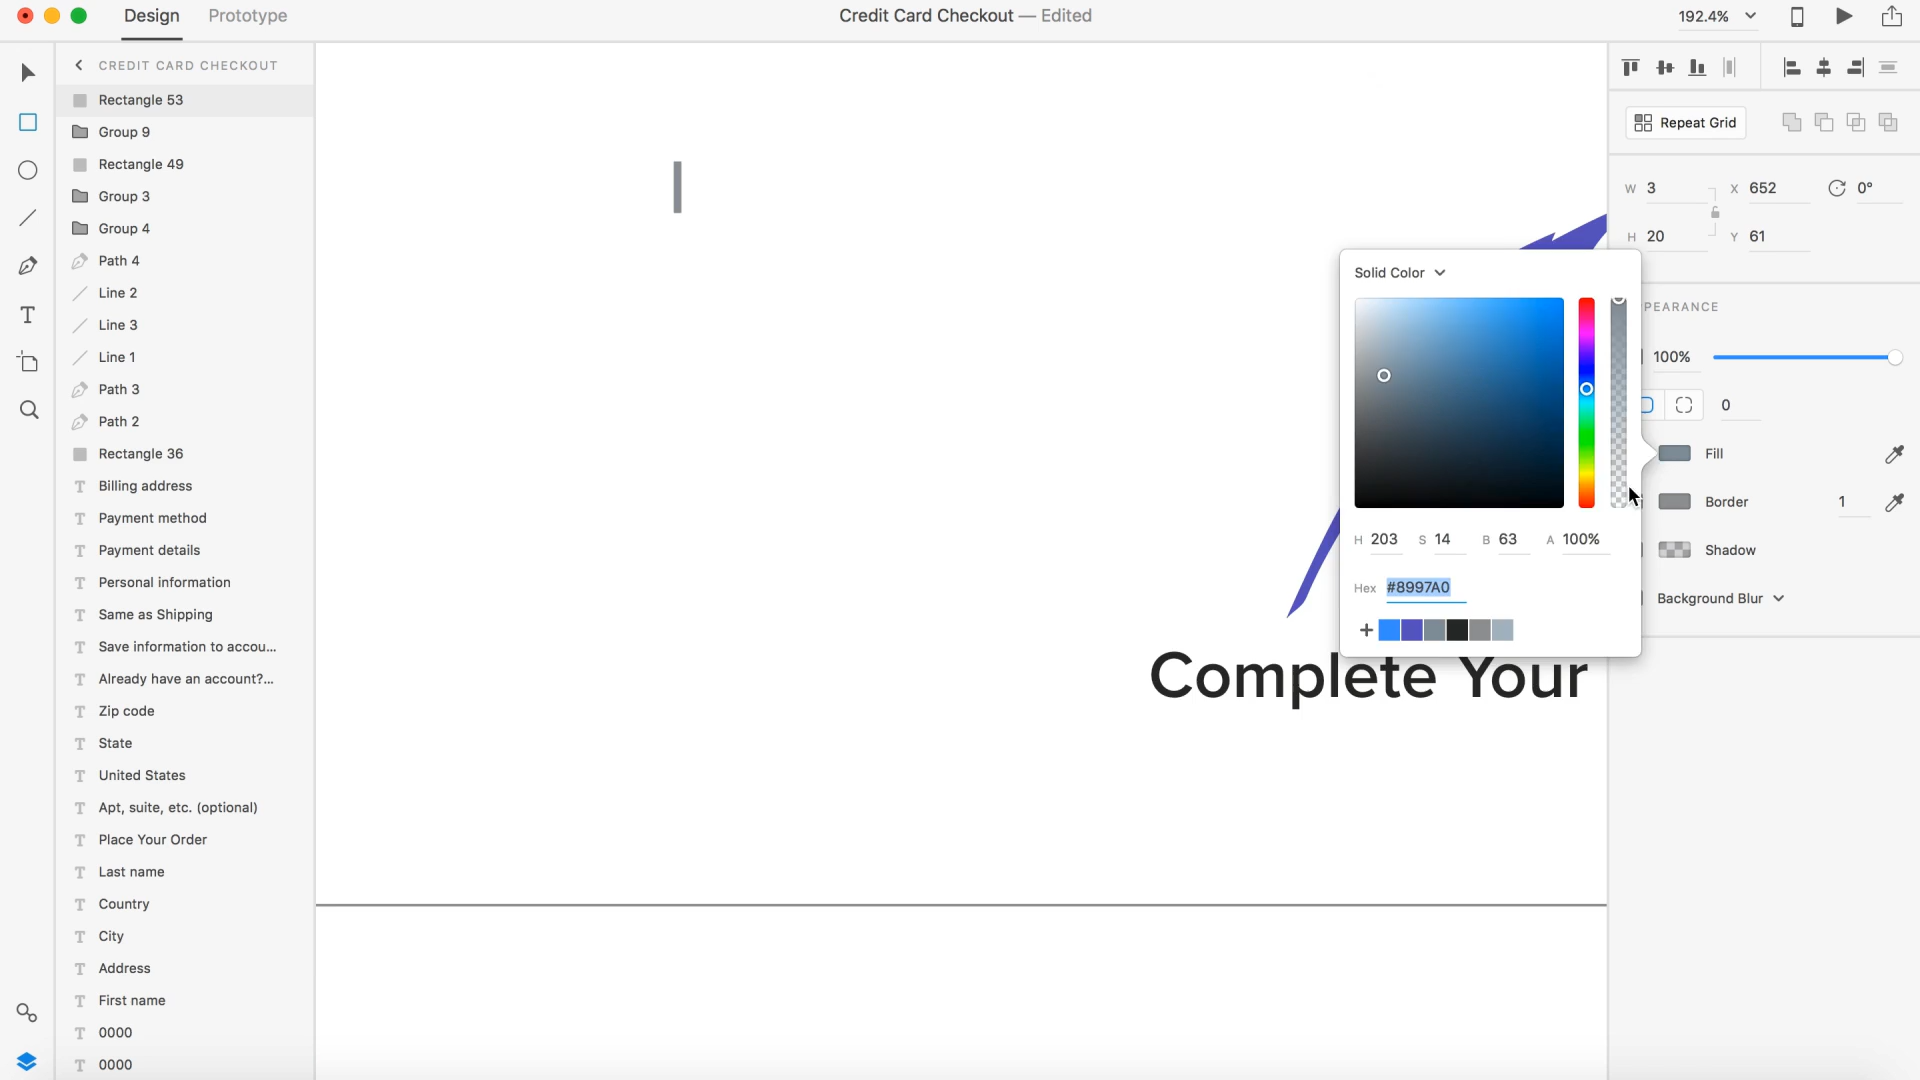 Design
Prototype
Credit Card Checkout — Edited
192.4%
CREDIT CARD CHECKOUT
Rectangle 53
Group 9
Rectangle 49
Group 3
Group 4
Path 4
Line 2
Line 3
Line 1
Path 3
Path 2
Rectangle 36
Billing address
Payment method
Payment details
Personal information
Same as Shipping
Save information to accou...
Already have an account?...
Zip code
State
United States
Apt, suite, etc. (optional)
Place Your Order
Last name
Country
City
Address
First name
0000
0000
Complete Your
Solid Color
H 203 S 14 B 63 A 100%
Hex #8997A0
Repeat Grid
W 3 X 652 0°
H 20 Y 61
PEARANCE
100%
0
Fill
Border 1
Shadow
Background Blur